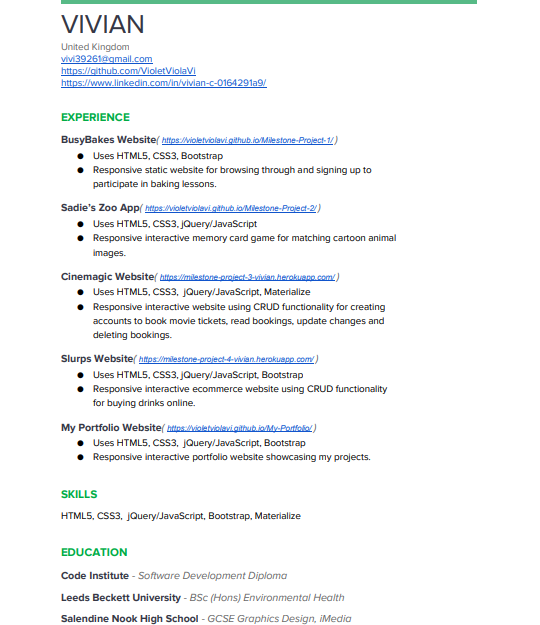 VIVIAN
United Kingdom
vivi39261@gmail.com
https://github.com/VioletViolaVi
https://www.linkedin.com/in/vivian-c-0164291a9/
EXPERIENCE
BusyBakes Website( https://violetviolavi.github.io/Milestone-Project-1/ )
● Uses HTML5, CSS3, Bootstrap
● Responsive static website for browsing through and signing up to
participate in baking lessons.
Sadie's Zoo App( https://violetviolavi.github.io/Milestone-Project-2/ )
● Uses HTML5, CSS3, jQuery/JavaScript
● Responsive interactive memory card game for matching cartoon animal
images.
Cinemagic Website( https://milestone-project-3-vivian.herokuapp.com/ )
● Uses HTML5, CSS3, jQuery/JavaScript, Materialize
● Responsive interactive website using CRUD functionality for creating
accounts to book movie tickets, read bookings, update changes and
deleting bookings.
Slurps Website( https://milestone-project-4-vivian.herokuapp.com/ )
● Uses HTML5, CSS3, jQuery/JavaScript, Bootstrap
● Responsive interactive ecommerce website using CRUD functionality
for buying drinks online.
My Portfolio Website( https://violetviolavi.github.io/My-Portfolio/ )
● Uses HTML5, CSS3, jQuery/JavaScript, Bootstrap
● Responsive interactive portfolio website showcasing my projects.
SKILLS
HTML5, CSS3, jQuery/JavaScript, Bootstrap, Materialize
EDUCATION
Code Institute - Software Development Diploma
Leeds Beckett University - BSc (Hons) Environmental Health
Salendine Nook High School - GCSE Graphics Design, iMedia